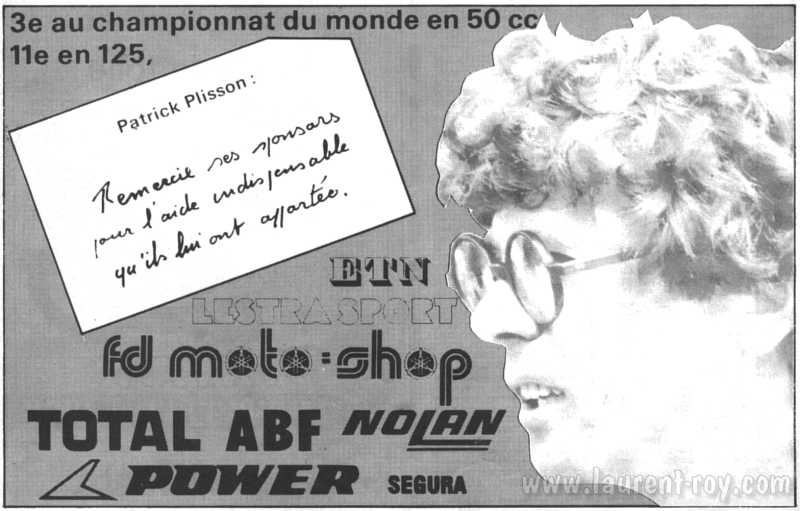 3e au championnat du monde en 50 cc
11e en 125,
Patrick Plisson :
Remercie ses sponsors
pour l'aide indispensable
qu'ils lui ont apportée.
ETN
LESTRA SPORT
fd moto:shop
TOTAL ABF NOLAN
POWER SEGURA
www.laurent-roy.com